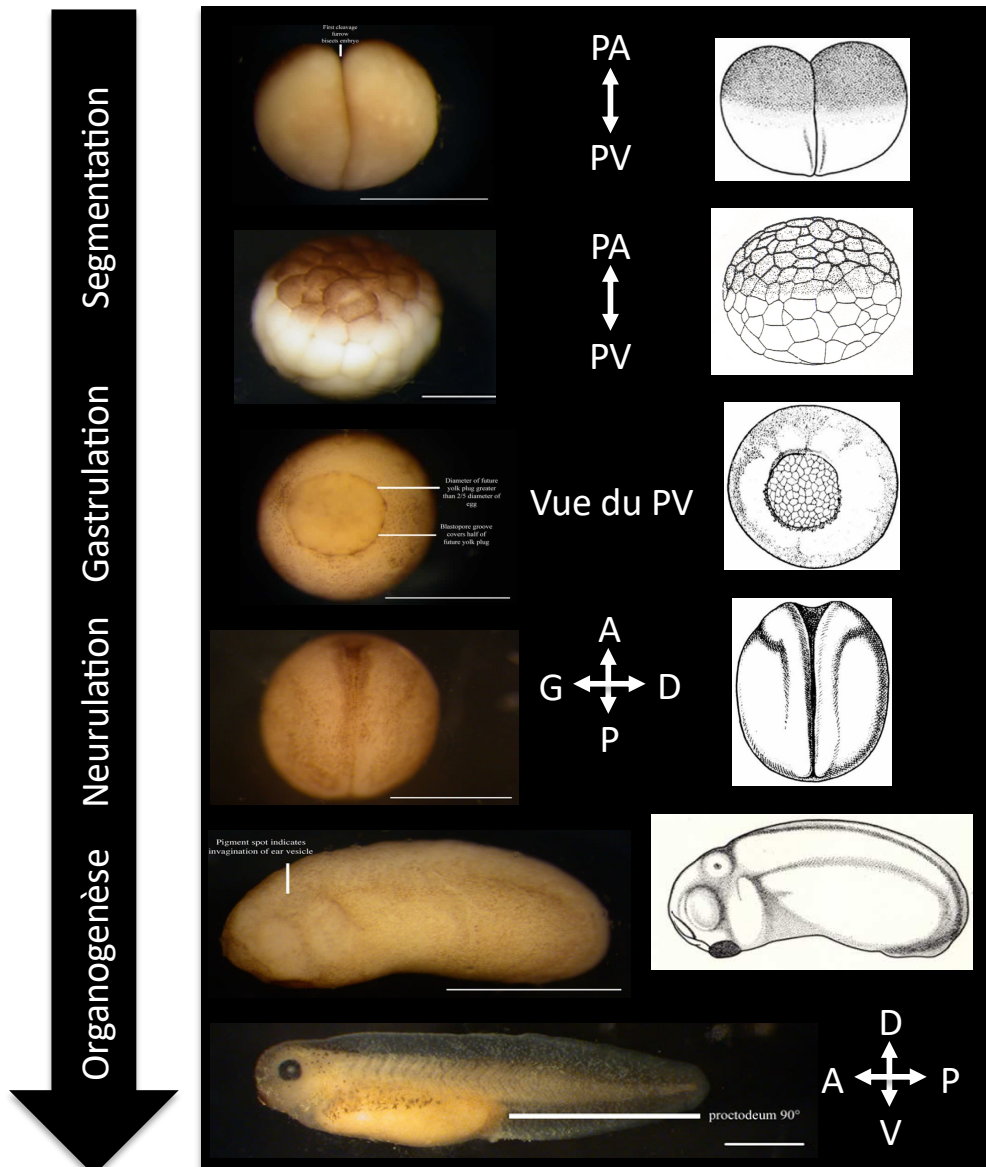 Segmentation
Gastrulation
Neurulation
Organogénèse
First cleavage
furrow
bisects embryo
PA
PV
PA
PV
Diameter of future
yolk plug greater
than 2/5 diameter of
egg
Blastopore groove
covers half of
future yolk plug
Vue du PV
A
G
D
P
Pigment spot indicates
invagination of ear vesicle
D
A
P
V
proctodeum 90°